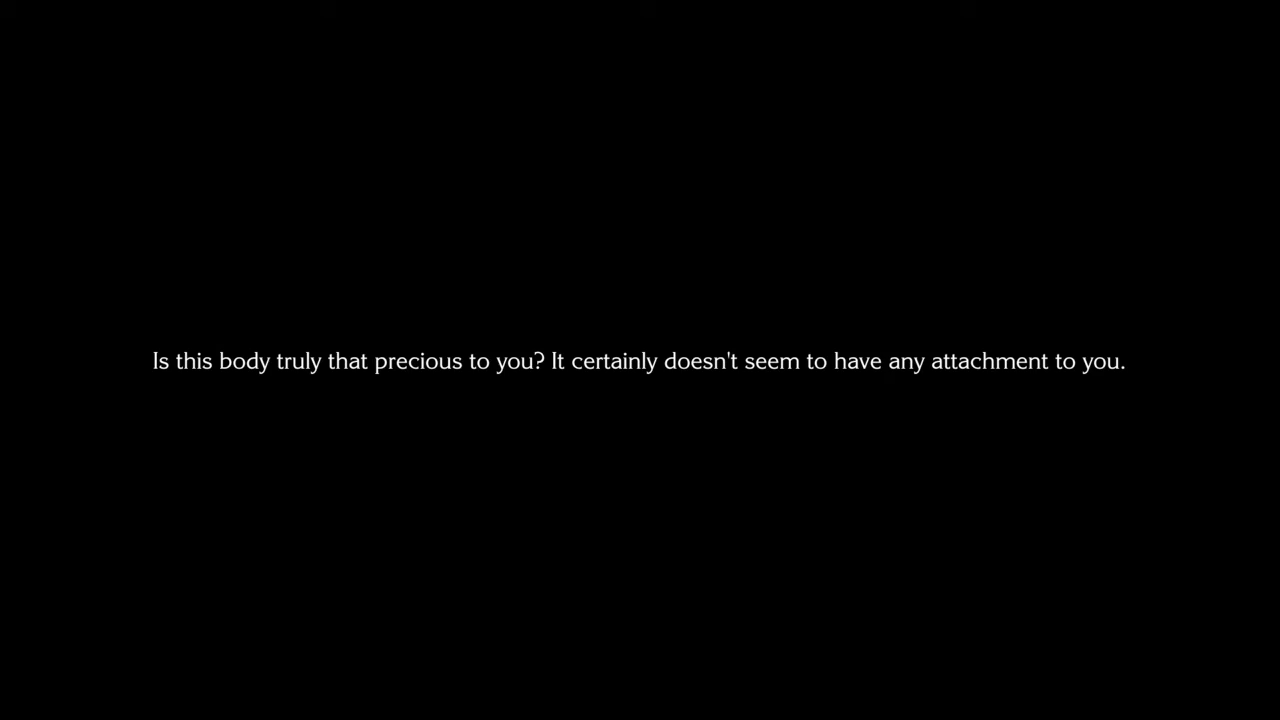 Is this body truly that precious to you? It certainly doesn't seem to have any attachment to you.